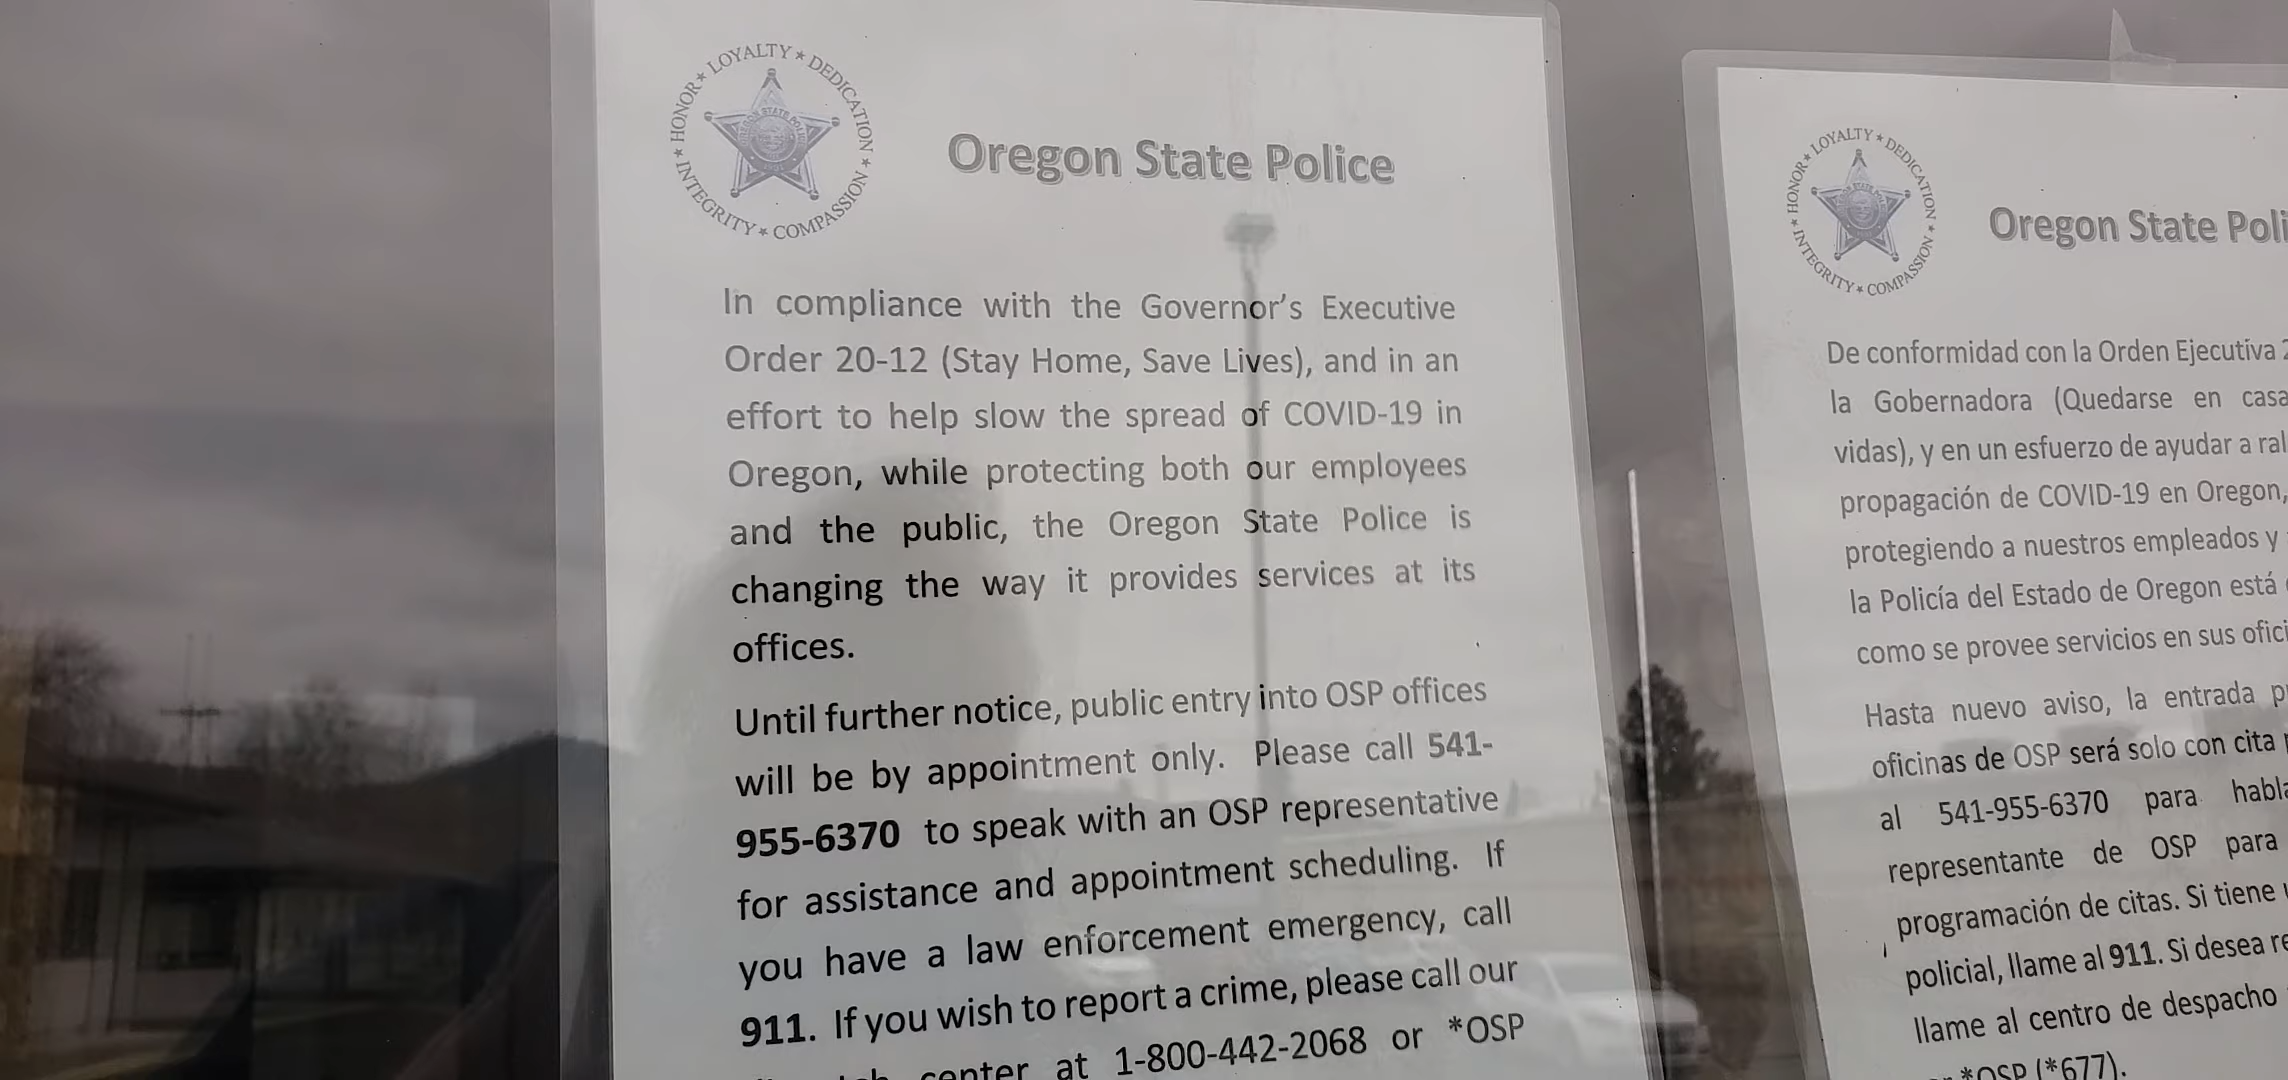 HONOR ★ LOYALTY ★ DEDICATION ★ COMPASSION ★ INTEGRITY ★
OREGON STATE POLICE
Oregon State Police
In compliance with the Governor's Executive
Order 20-12 (Stay Home, Save Lives), and in an
effort to help slow the spread of COVID-19 in
Oregon, while protecting both our employees
and the public, the Oregon State Police is
changing the way it provides services at its
offices.
Until further notice, public entry into OSP offices
will be by appointment only. Please call 541-
955-6370 to speak with an OSP representative
for assistance and appointment scheduling. If
you have a law enforcement emergency, call
911. If you wish to report a crime, please call our
center at 1-800-442-2068 or *OSP
HONOR ★ LOYALTY ★ DEDICATION ★ COMPASSION ★ INTEGRITY ★
Oregon State Poli
De conformidad con la Orden Ejecutiva 2
la Gobernadora (Quedarse en casa
vidas), y en un esfuerzo de ayudar a ral
propagación de COVID-19 en Oregon,
protegiendo a nuestros empleados y
la Policía del Estado de Oregon está
como se provee servicios en sus ofici
Hasta nuevo aviso, la entrada p
oficinas de OSP será solo con cita
al 541-955-6370 para habla
representante de OSP para
programación de citas. Si tiene
policial, llame al 911. Si desea re
llame al centro de despacho
*OSP (*677).